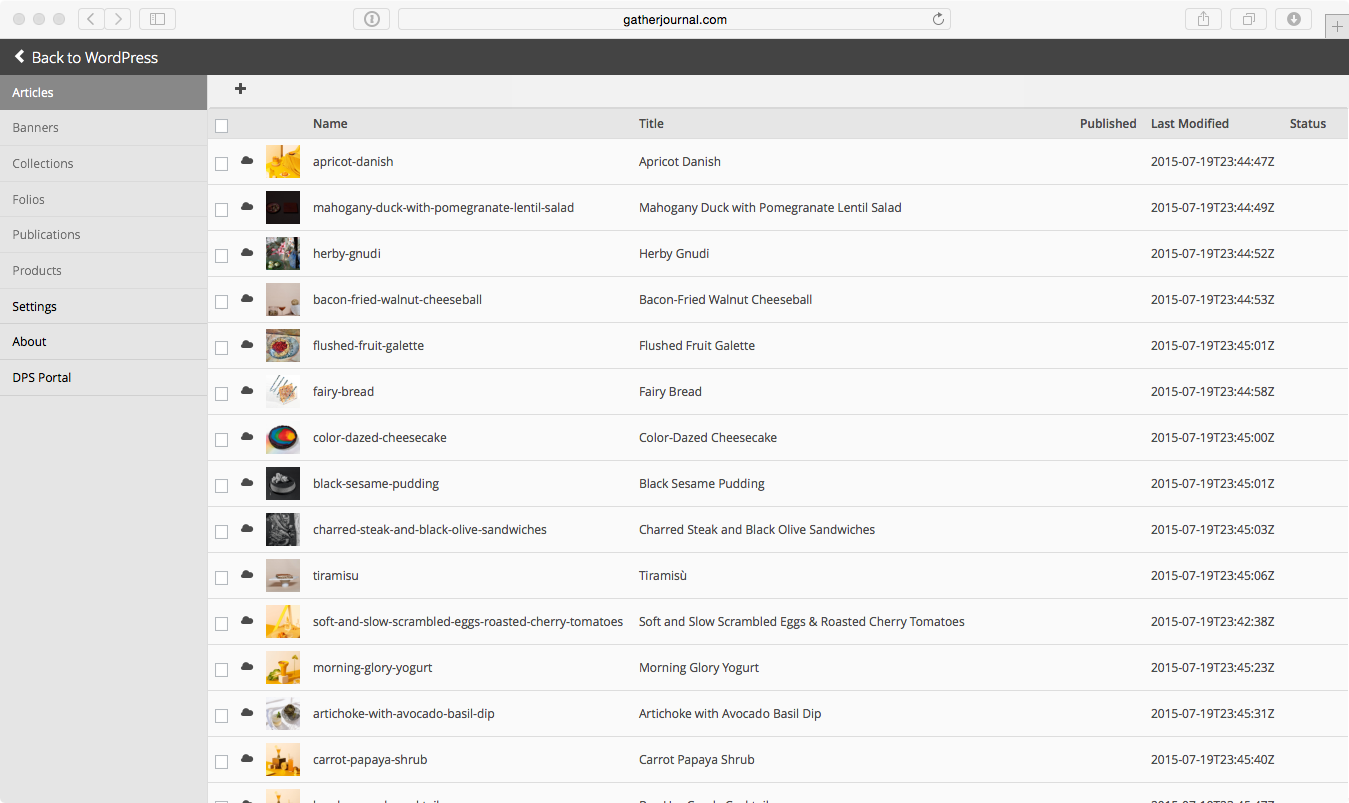 gatherjournal.com
Back to WordPress
Articles
Banners
Collections
Folios
Publications
Products
Settings
About
DPS Portal
Name Title Published Last Modified Status
apricot-danish Apricot Danish 2015-07-19T23:44:47Z
mahogany-duck-with-pomegranate-lentil-salad Mahogany Duck with Pomegranate Lentil Salad 2015-07-19T23:44:49Z
herby-gnudi Herby Gnudi 2015-07-19T23:44:52Z
bacon-fried-walnut-cheeseball Bacon-Fried Walnut Cheeseball 2015-07-19T23:44:53Z
flushed-fruit-galette Flushed Fruit Galette 2015-07-19T23:45:01Z
fairy-bread Fairy Bread 2015-07-19T23:44:58Z
color-dazed-cheesecake Color-Dazed Cheesecake 2015-07-19T23:45:00Z
black-sesame-pudding Black Sesame Pudding 2015-07-19T23:45:01Z
charred-steak-and-black-olive-sandwiches Charred Steak and Black Olive Sandwiches 2015-07-19T23:45:03Z
tiramisu Tiramisù 2015-07-19T23:45:06Z
soft-and-slow-scrambled-eggs-roasted-cherry-tomatoes Soft and Slow Scrambled Eggs & Roasted Cherry Tomatoes 2015-07-19T23:42:38Z
morning-glory-yogurt Morning Glory Yogurt 2015-07-19T23:45:23Z
artichoke-with-avocado-basil-dip Artichoke with Avocado Basil Dip 2015-07-19T23:45:31Z
carrot-papaya-shrub Carrot Papaya Shrub 2015-07-19T23:45:40Z